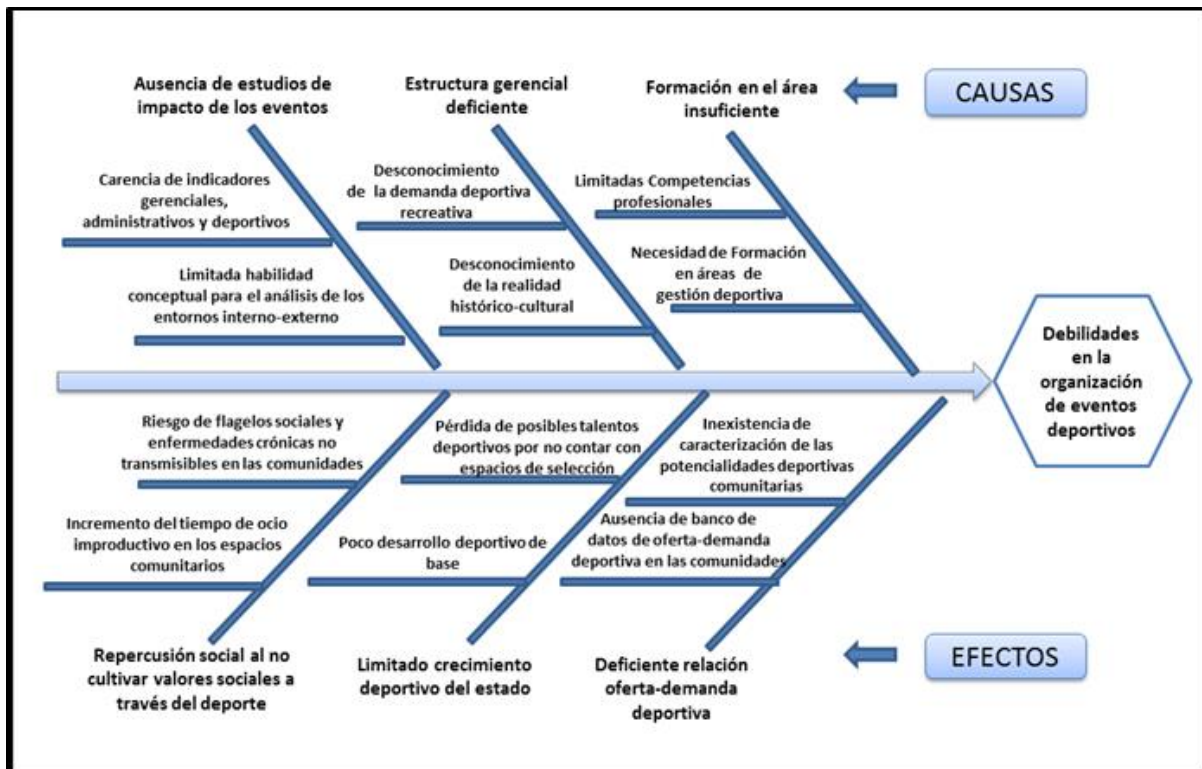 Ausencia de estudios de
impacto de los eventos
Estructura gerencial
deficiente
Formación en el área
insuficiente
CAUSAS
Carencia de indicadores
gerenciales,
administrativos y deportivos
Desconocimiento
de la demanda deportiva
recreativa
Limitadas Competencias
profesionales
Limitada habilidad
conceptual para el análisis de los
entornos interno-externo
Desconocimiento
de la realidad
histórico-cultural
Necesidad de Formación
en áreas de
gestión deportiva
Debilidades
en la
organización
de eventos
deportivos
Riesgo de flagelos sociales y
enfermedades crónicas no
transmisibles en las comunidades
Pérdida de posibles talentos
deportivos por no contar con
espacios de selección
Inexistencia de
caracterización de las
potencialidades deportivas
comunitarias
Incremento del tiempo de ocio
improductivo en los espacios
comunitarios
Poco desarrollo deportivo de
base
Ausencia de banco de
datos de oferta-demanda
deportiva en las comunidades
Repercusión social al no
cultivar valores sociales a
través del deporte
Limitado crecimiento
deportivo del estado
Deficiente relación
oferta-demanda
deportiva
EFECTOS